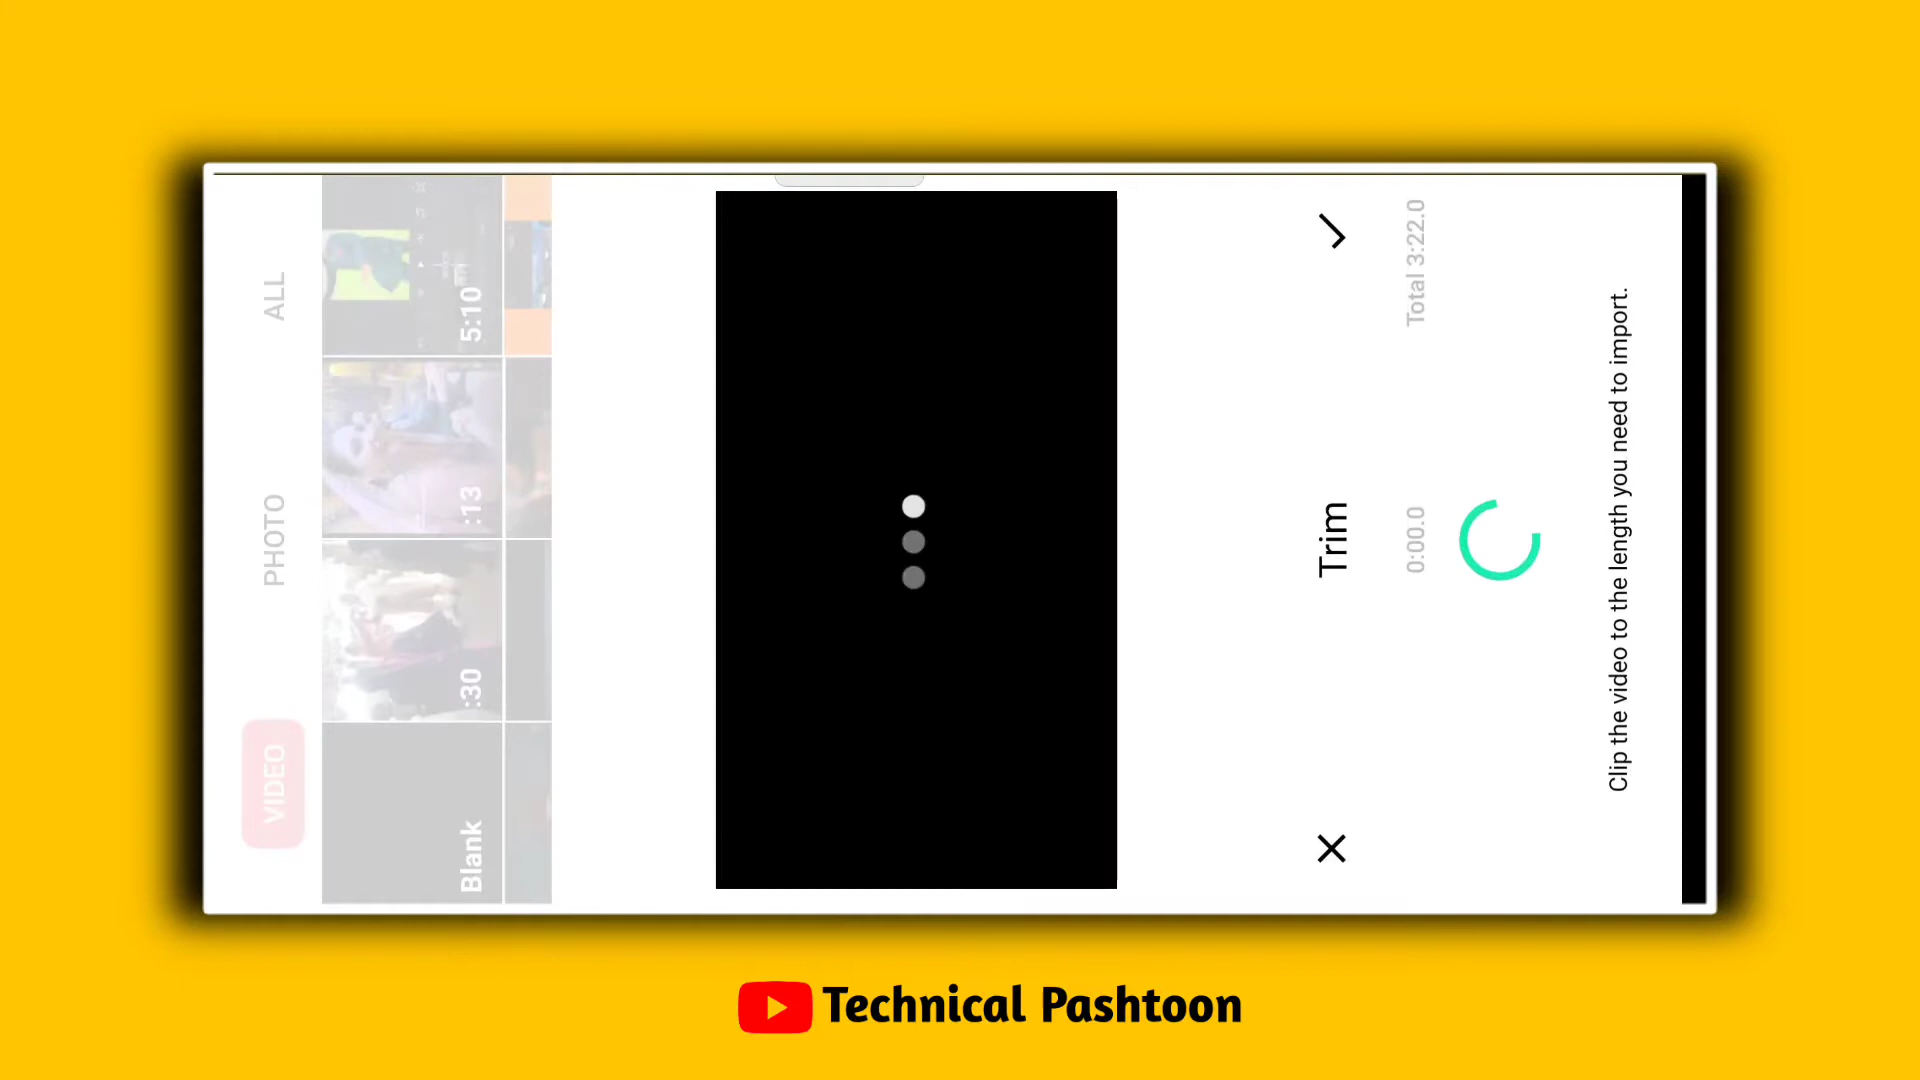 VIDEO PHOTO ALL
Blank :30 :13 5:10
Trim
0:00.0 Total 3:22.0
Clip the video to the length you need to import.
Technical Pashtoon